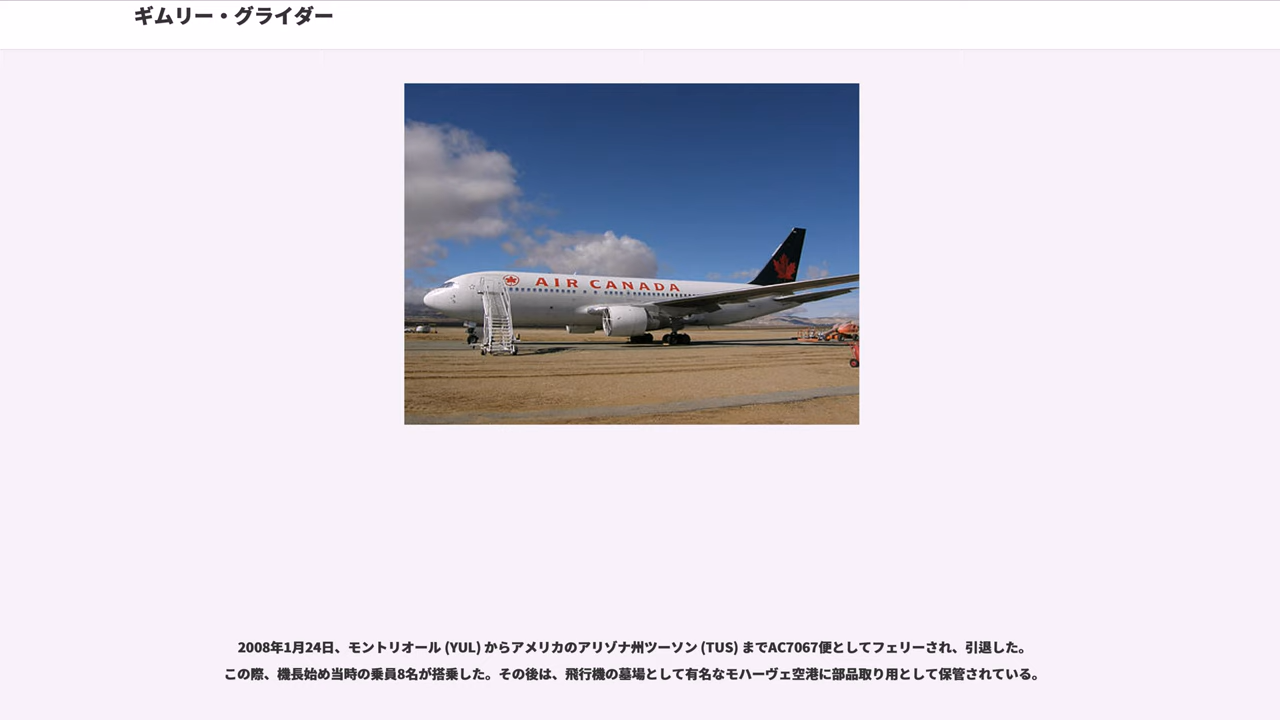 ギムリー・グライダー
AIR CANADA
2008年1月24日、モントリオール (YUL) からアメリカのアリゾナ州ツーソン (TUS) までAC7067便としてフェリーされ、引退した。
この際、機長始め当時の乗員8名が搭乗した。その後は、飛行機の墓場として有名なモハーヴェ空港に部品取り用として保管されている。